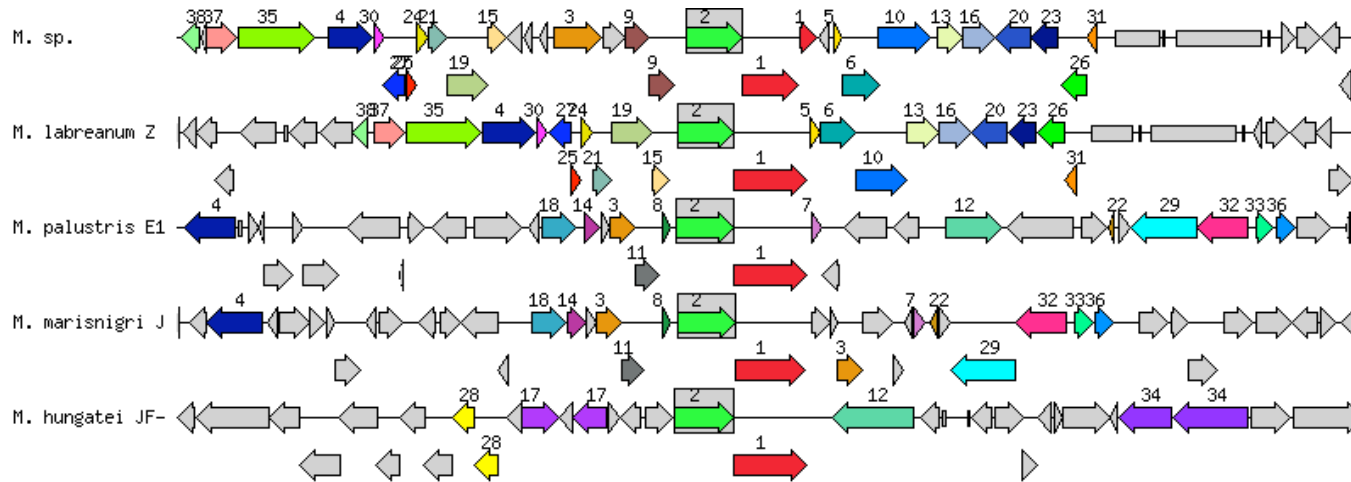 38 37 35 4 30 24 21 15 3 9 2 1 5 10 13 16 20 23 31
M. sp.
27 25 19 9 1 6 26
38 37 35 4 30 27 24 19 2 5 6 13 16 20 23 26
M. labreanum Z
25 21 15 1 10 31
4 18 14 3 8 2 7 12 22 29 32 33 36
M. palustris E1
11 1
4 18 14 3 8 2 7 22 32 33 36
M. marisnigri J
11 1 3 29
28 17 17 2 12 34 34
M. hungatei JF-
28 1